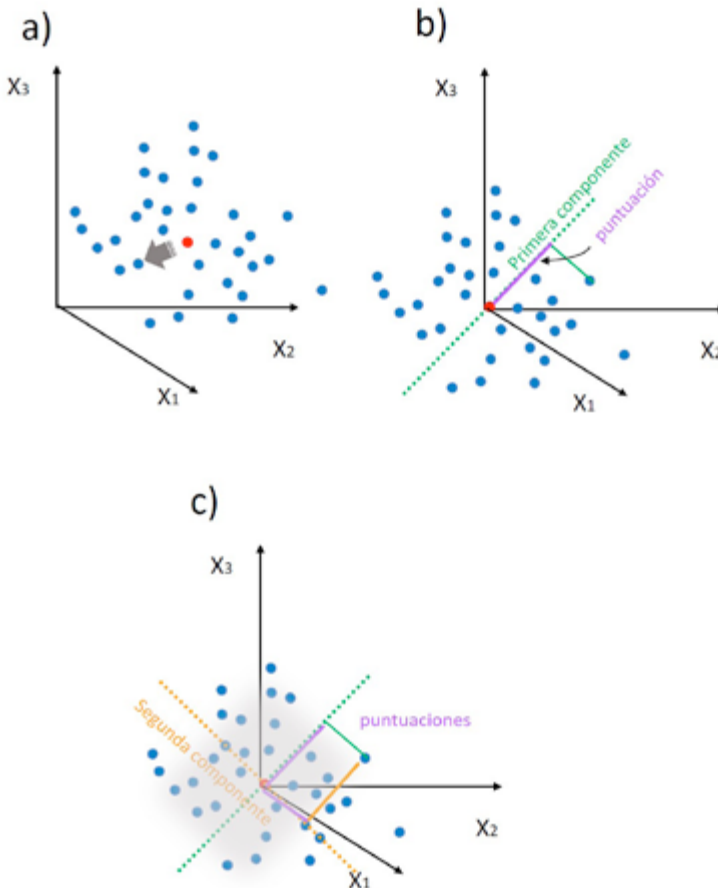 a)
X3
X2
X1
b)
X3
Primera componente
puntuación
X2
X1
c)
X3
Segunda componente
puntuaciones
X2
X1